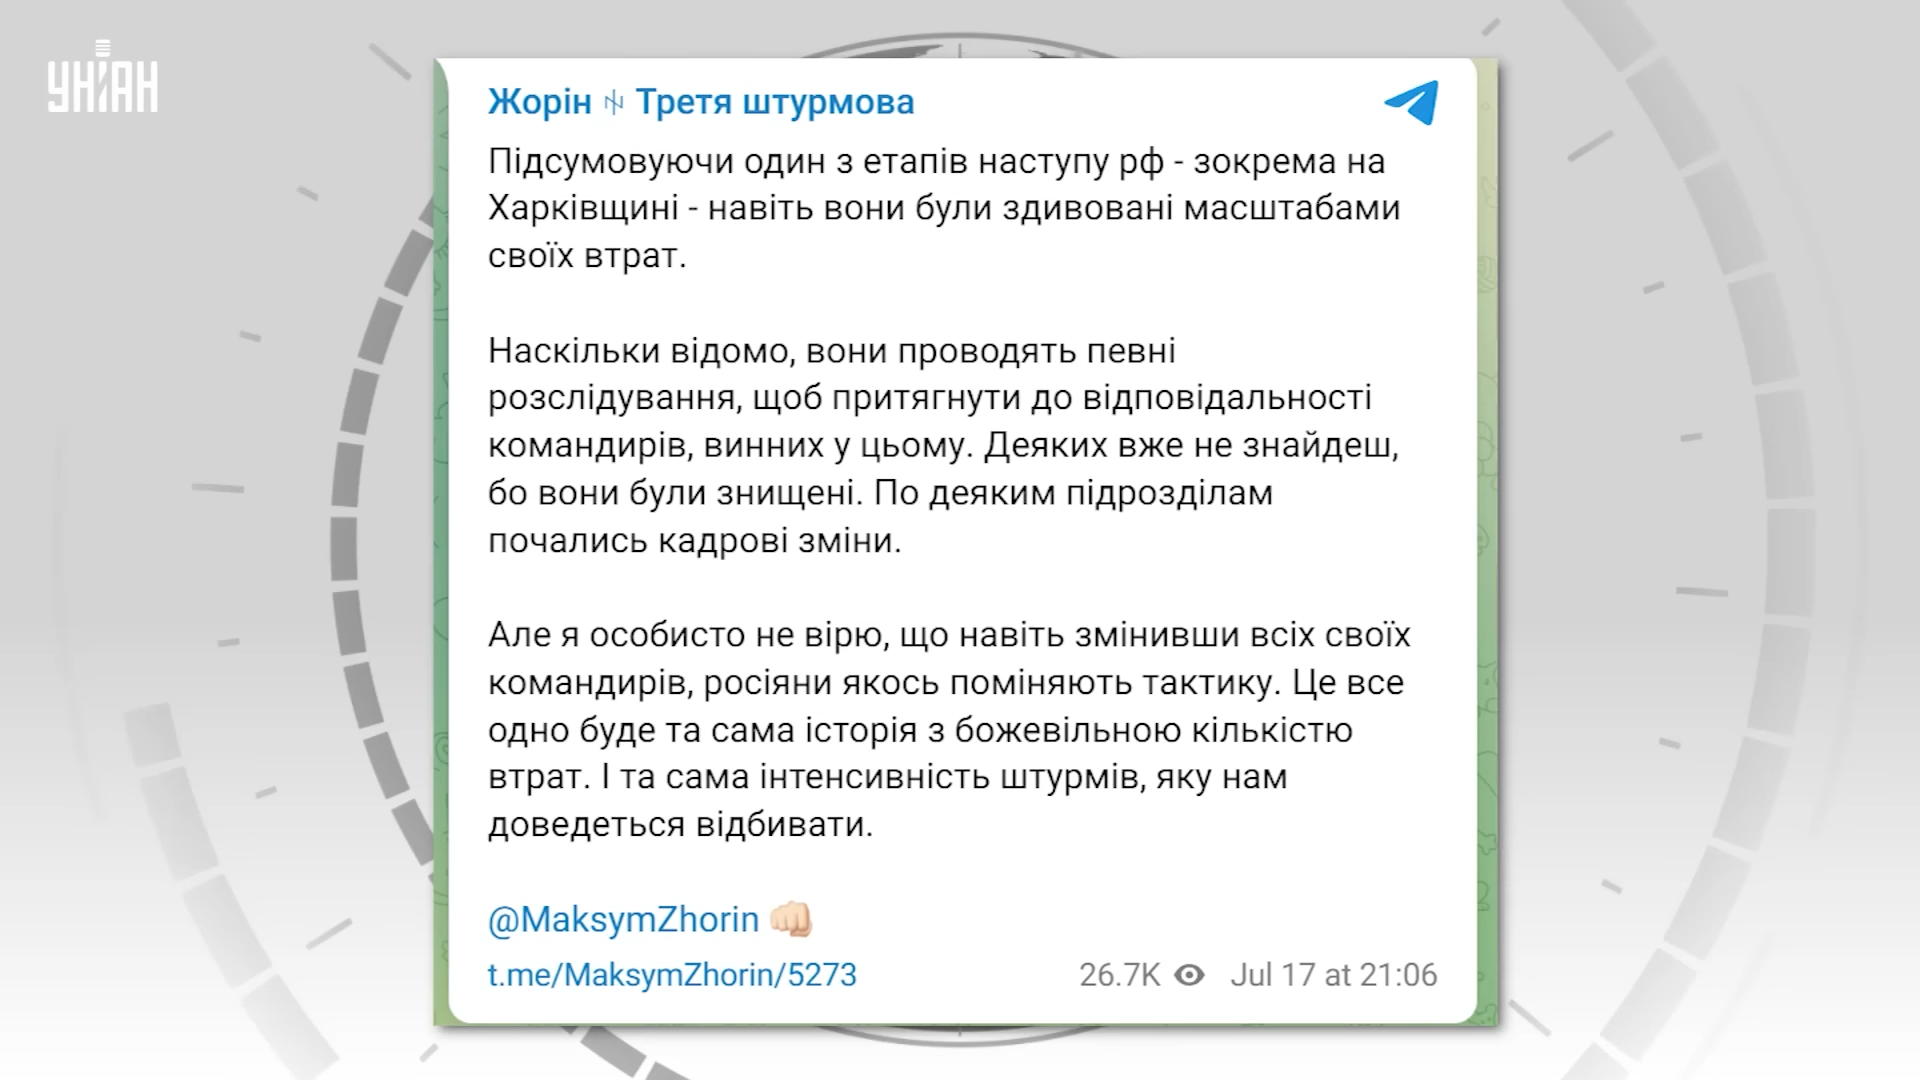 УНІАН
Жорін Третя штурмова
Підсумовуючи один з етапів наступу рф - зокрема на
Харківщині - навіть вони були здивовані масштабами
своїх втрат.
Наскільки відомо, вони проводять певні
розслідування, щоб притягнути до відповідальності
командирів, винних у цьому. Деяких вже не знайдеш,
бо вони були знищені. По деяким підрозділам
почались кадрові зміни.
Але я особисто не вірю, що навіть змінивши всіх своїх
командирів, росіяни якось поміняють тактику. Це все
одно буде та сама історія з божевільною кількістю
втрат. І та сама інтенсивність штурмів, яку нам
доведеться відбивати.
@MaksymZhorin 👊🏻
t.me/MaksymZhorin/5273 26.7K Jul 17 at 21:06